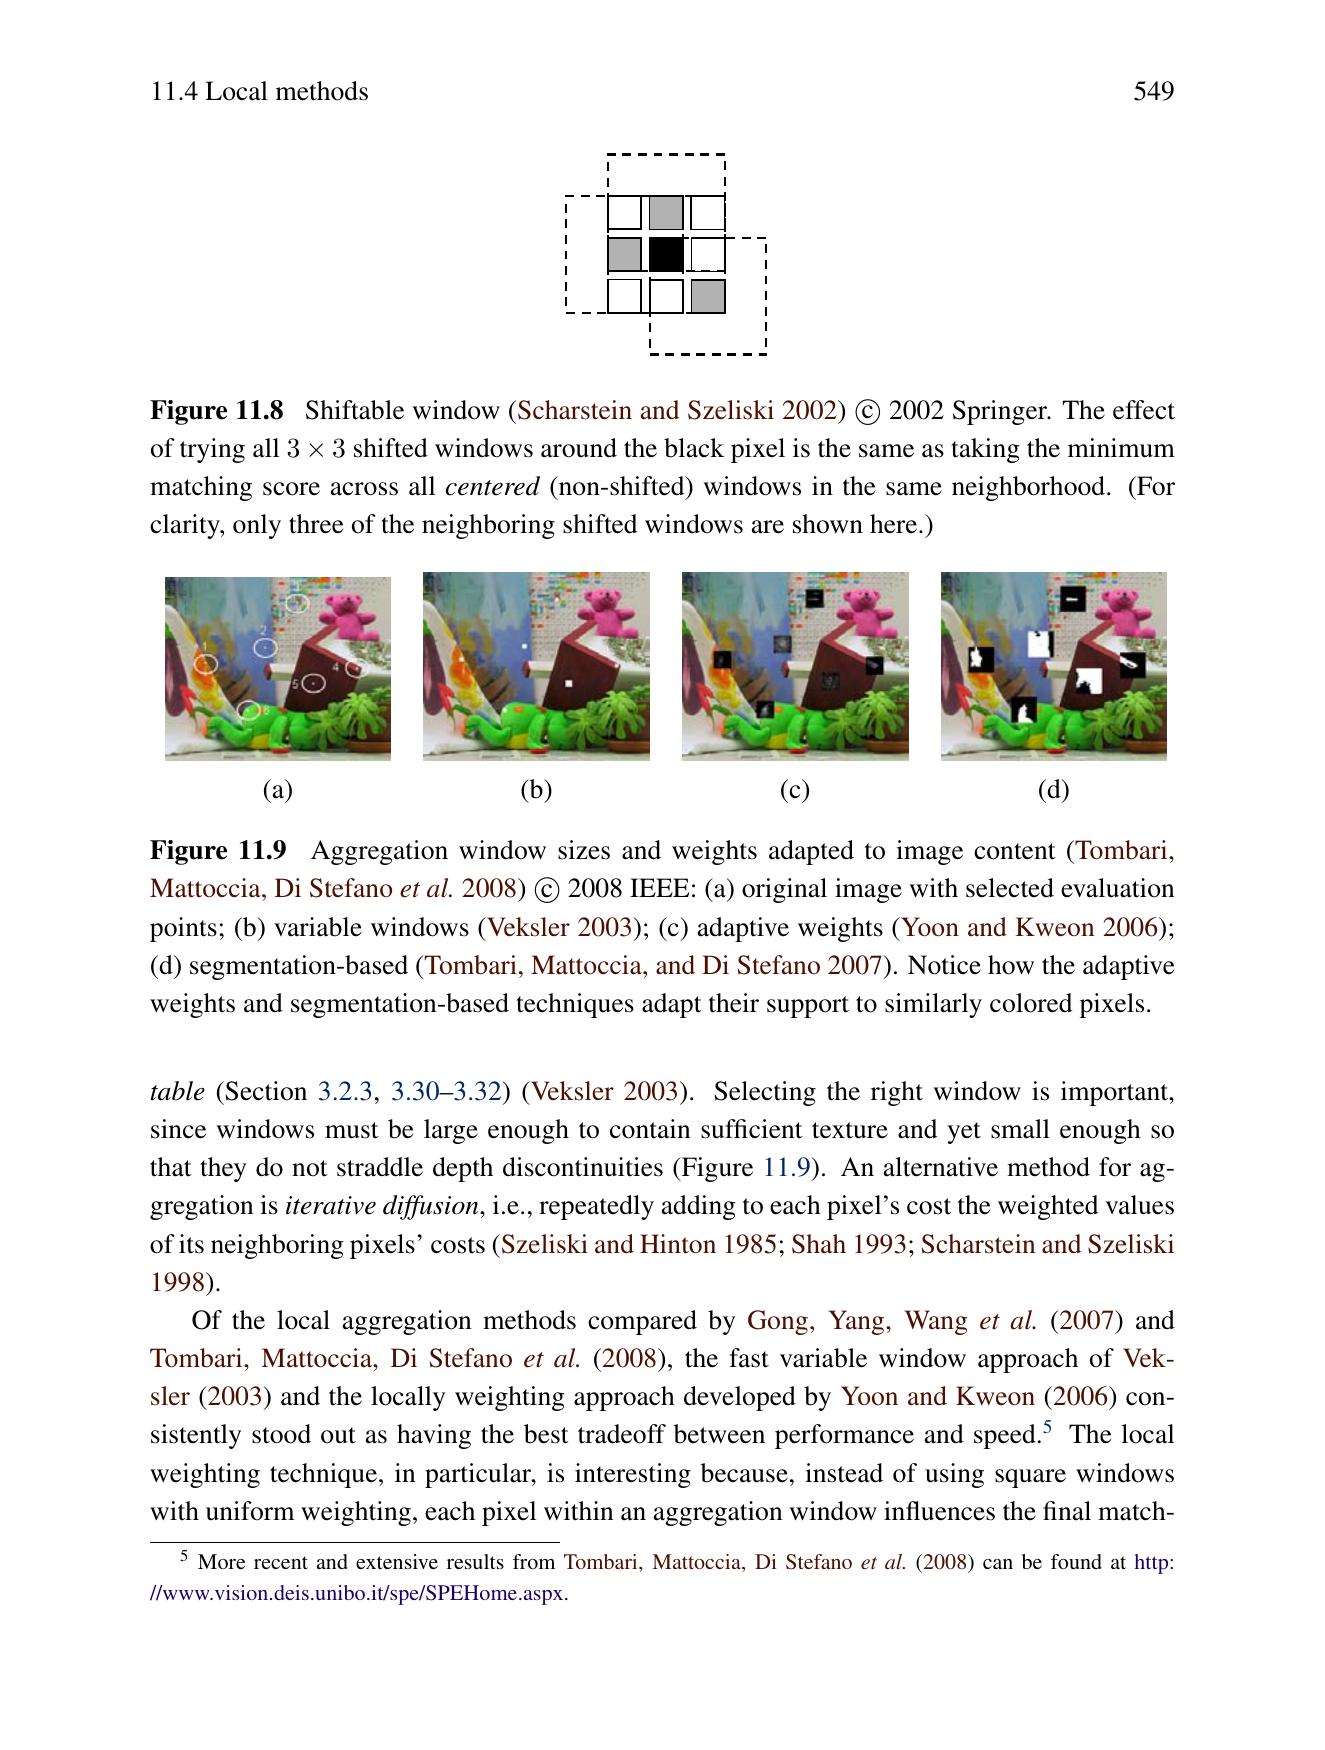 11.4 Local methods 549
Figure 11.8 Shiftable window (Scharstein and Szeliski 2002) © 2002 Springer. The effect
of trying all 3 × 3 shifted windows around the black pixel is the same as taking the minimum
matching score across all centered (non-shifted) windows in the same neighborhood. (For
clarity, only three of the neighboring shifted windows are shown here.)
2
4
5
(a) (b) (c) (d)
Figure 11.9 Aggregation window sizes and weights adapted to image content (Tombari,
Mattoccia, Di Stefano et al. 2008) © 2008 IEEE: (a) original image with selected evaluation
points; (b) variable windows (Veksler 2003); (c) adaptive weights (Yoon and Kweon 2006);
(d) segmentation-based (Tombari, Mattoccia, and Di Stefano 2007). Notice how the adaptive
weights and segmentation-based techniques adapt their support to similarly colored pixels.
table (Section 3.2.3, 3.30–3.32) (Veksler 2003). Selecting the right window is important,
since windows must be large enough to contain sufficient texture and yet small enough so
that they do not straddle depth discontinuities (Figure 11.9). An alternative method for ag-
gregation is iterative diffusion, i.e., repeatedly adding to each pixel's cost the weighted values
of its neighboring pixels' costs (Szeliski and Hinton 1985; Shah 1993; Scharstein and Szeliski
1998).
Of the local aggregation methods compared by Gong, Yang, Wang et al. (2007) and
Tombari, Mattoccia, Di Stefano et al. (2008), the fast variable window approach of Vek-
sler (2003) and the locally weighting approach developed by Yoon and Kweon (2006) con-
sistently stood out as having the best tradeoff between performance and speed.5 The local
weighting technique, in particular, is interesting because, instead of using square windows
with uniform weighting, each pixel within an aggregation window influences the final match-
5 More recent and extensive results from Tombari, Mattoccia, Di Stefano et al. (2008) can be found at http:
//www.vision.deis.unibo.it/spe/SPEHome.aspx.